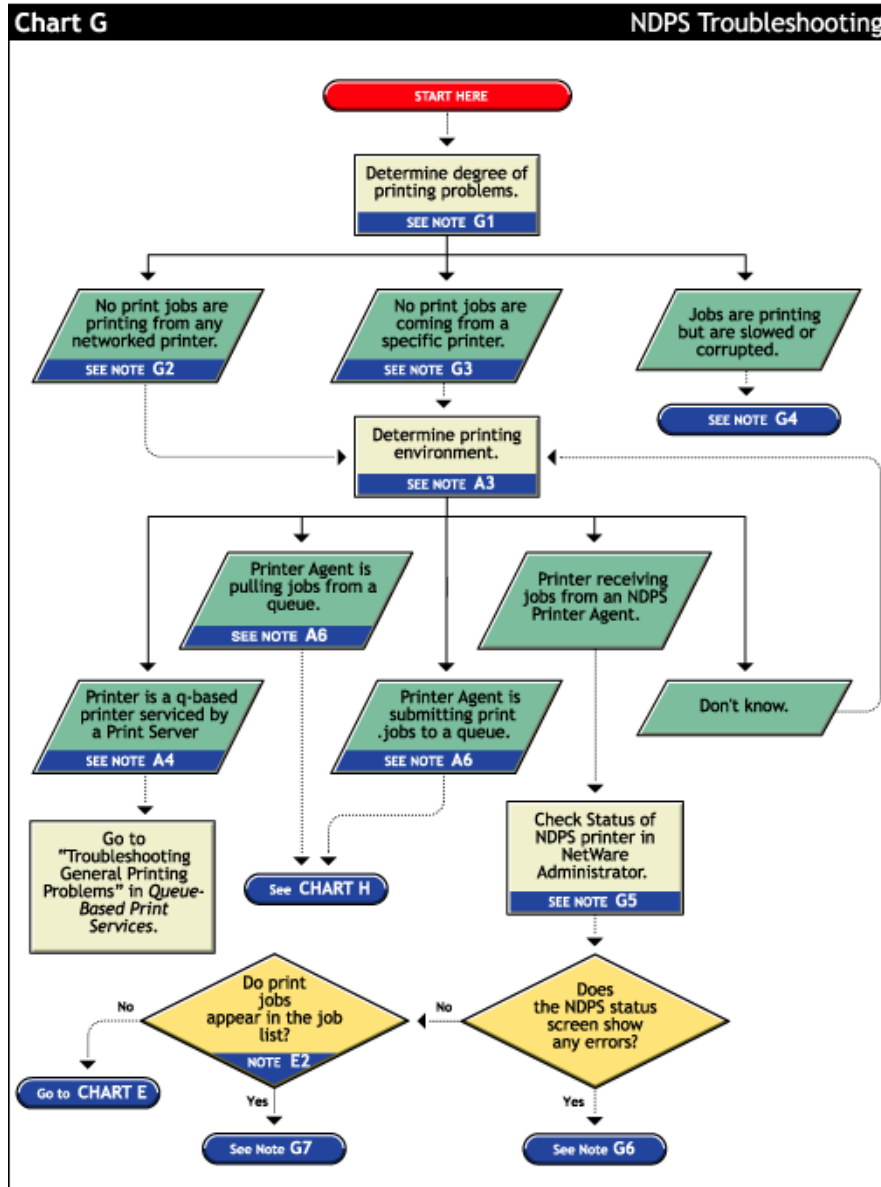 Chart G
NDPS Troubleshooting
START HERE
Determine degree of
printing problems.
SEE NOTE G1
No print jobs are
printing from any
networked printer.
SEE NOTE G2
No print jobs are
coming from a
specific printer.
SEE NOTE G3
Jobs are printing
but are slowed or
corrupted.
SEE NOTE G4
Determine printing
environment.
SEE NOTE A3
Printer Agent is
pulling jobs from a
queue.
SEE NOTE A6
Printer receiving
jobs from an NDPS
Printer Agent.
Printer is a q-based
printer serviced by
a Print Server
SEE NOTE A4
Printer Agent is
submitting print
.jobs to a queue.
SEE NOTE A6
Don't know.
Go to
“Troubleshooting
General Printing
Problems” in Queue-
Based Print
Services.
See CHART H
Check Status of
NDPS printer in
NetWare
Administrator.
SEE NOTE G5
Do print
jobs
appear in the job
list?
NOTE E2
No
Yes
Does
the NDPS status
screen show
any errors?
No
Yes
Go to CHART E
See Note G7
See Note G6